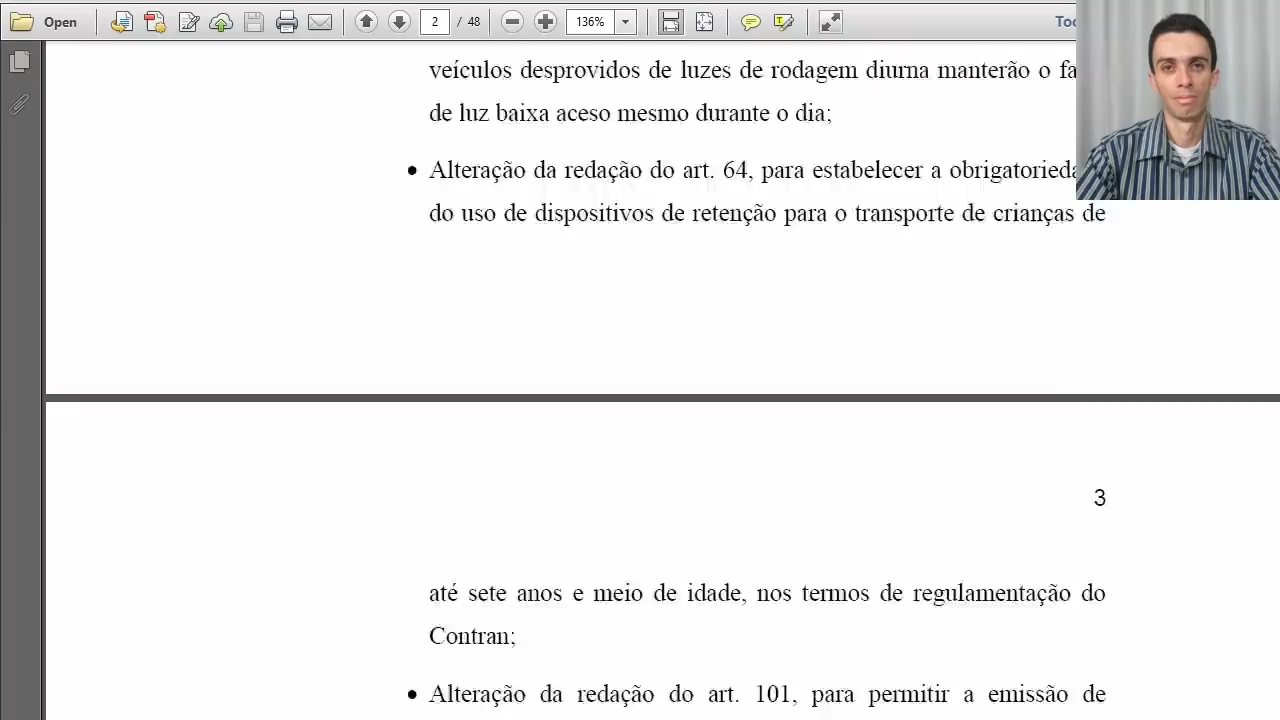 Open
2 / 48
136%
Too
veículos desprovidos de luzes de rodagem diurna manterão o fa
de luz baixa aceso mesmo durante o dia;
• Alteração da redação do art. 64, para estabelecer a obrigatorieda
do uso de dispositivos de retenção para o transporte de crianças de
3
até sete anos e meio de idade, nos termos de regulamentação do
Contran;
• Alteração da redação do art. 101, para permitir a emissão de